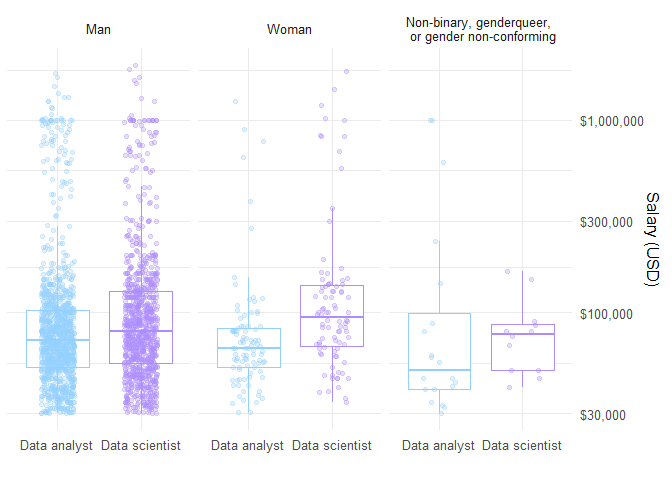 Man
Woman
Non-binary, genderqueer,
or gender non-conforming
$1,000,000
$300,000
$100,000
$30,000
Salary (USD)
Data analyst Data scientist
Data analyst Data scientist
Data analyst Data scientist